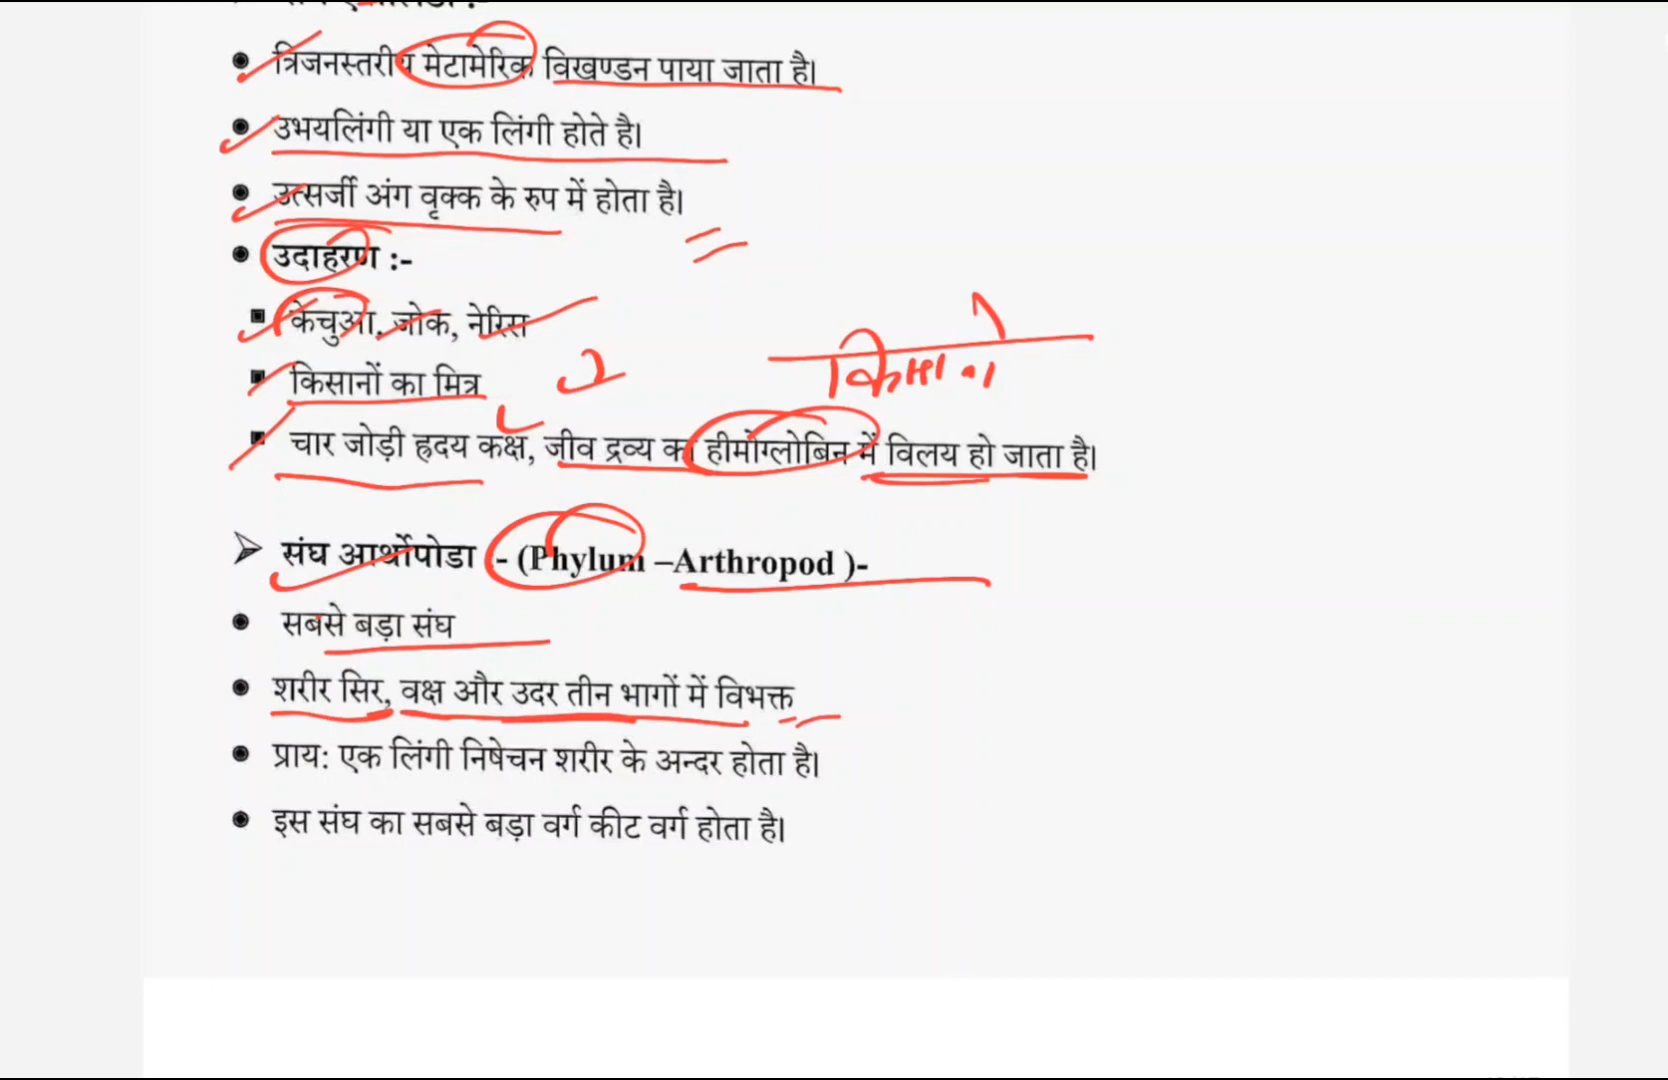 त्रिजनस्तरीय मेटामेरिक विखण्डन पाया जाता है।
उभयलिंगी या एक लिंगी होते है।
उत्सर्जी अंग वृक्क के रुप में होता है।
उदाहरण :-
केंचुआ, जोंक, नेरिस
किसानों का मित्र
चार जोड़ी ह्रदय कक्ष, जीव द्रव्य का हीमोग्लोबिन में विलय हो जाता है।
संघ आर्थोपोडा - (Phylum –Arthropod )-
सबसे बड़ा संघ
शरीर सिर, वक्ष और उदर तीन भागों में विभक्त
प्राय: एक लिंगी निषेचन शरीर के अन्दर होता है।
इस संघ का सबसे बड़ा वर्ग कीट वर्ग होता है।